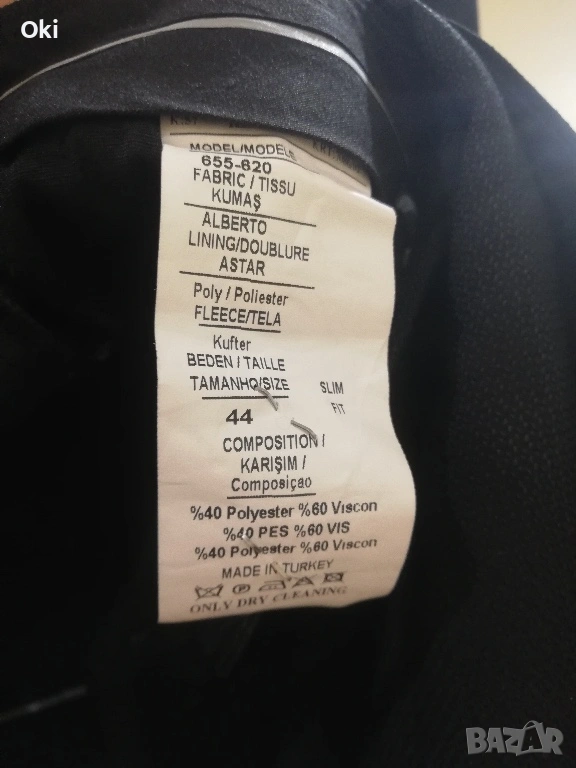 Oki
MODEL/MODELE
655-620
FABRIC / TISSU
KUMAŞ
ALBERTO
LINING/DOUBLURE
ASTAR
Poly / Poliester
FLEECE/TELA
Kufter
BEDEN / TAILLE
TAMANHO/SIZE SLIM
44 FIT
COMPOSITION /
KARIŞIM /
Composiçao
%40 Polyester %60 Viscon
%40 PES %60 VIS
%40 Polyester %60 Viscon
MADE IN TURKEY
ONLY DRY CLEANING
BAZAR